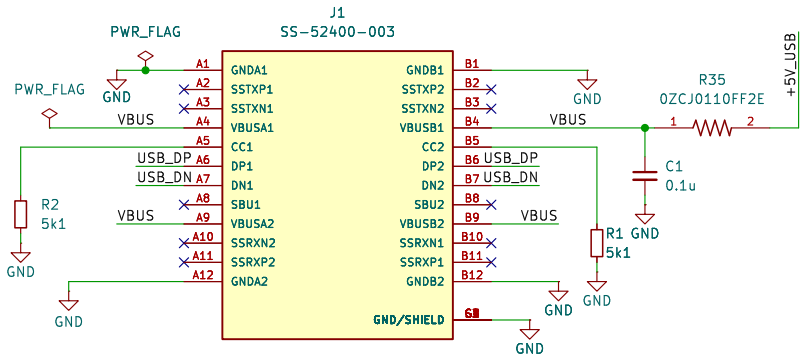 J1
SS-52400-003
PWR_FLAG
GND
PWR_FLAG
VBUS
USB_DP
USB_DN
VBUS
R2
5k1
GND
GND
A1 GNDA1
A2 SSTXP1
A3 SSTXN1
A4 VBUSA1
A5 CC1
A6 DP1
A7 DN1
A8 SBU1
A9 VBUSA2
A10 SSRXN2
A11 SSRXP2
A12 GNDA2
GNDB1 B1
SSTXP2 B2
SSTXN2 B3
VBUSB1 B4
CC2 B5
DP2 B6
DN2 B7
SBU2 B8
VBUSB2 B9
SSRXN1 B10
SSRXP1 B11
GNDB2 B12
GND/SHIELD
GND
VBUS
USB_DP
USB_DN
VBUS
R1
5k1
GND
GND
GND
C1
0.1u
GND
R35
0ZCJ0110FF2E
1 2
+5V_USB